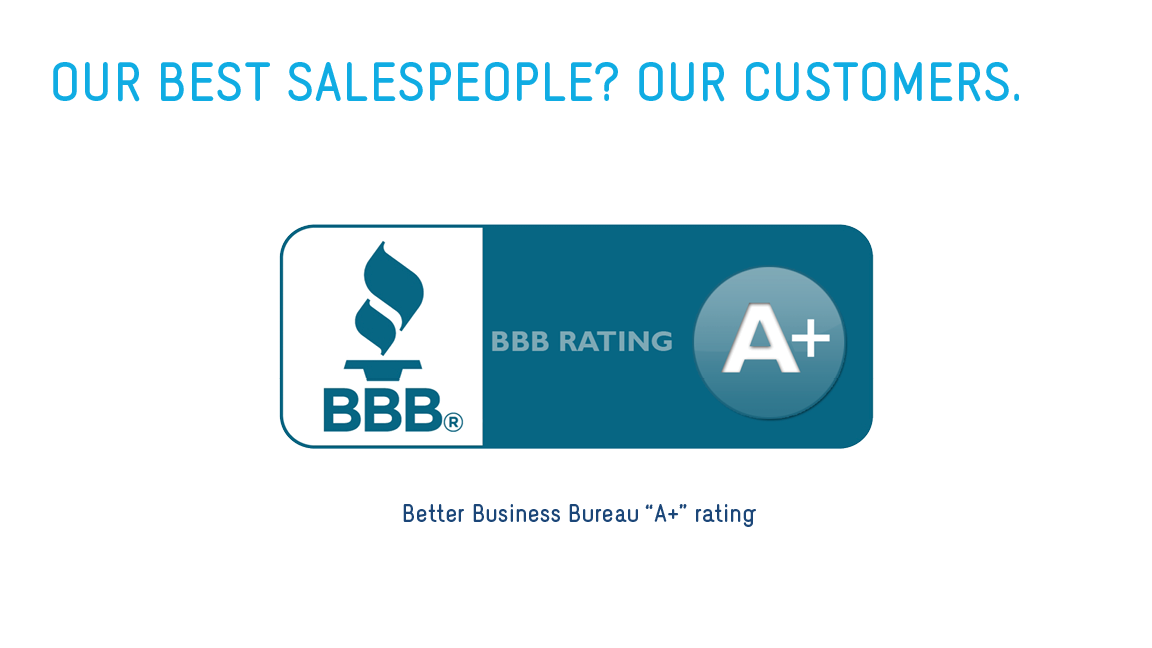 OUR BEST SALESPEOPLE? OUR CUSTOMERS.
BBB RATING
A+
BBB®
Better Business Bureau “A+” rating